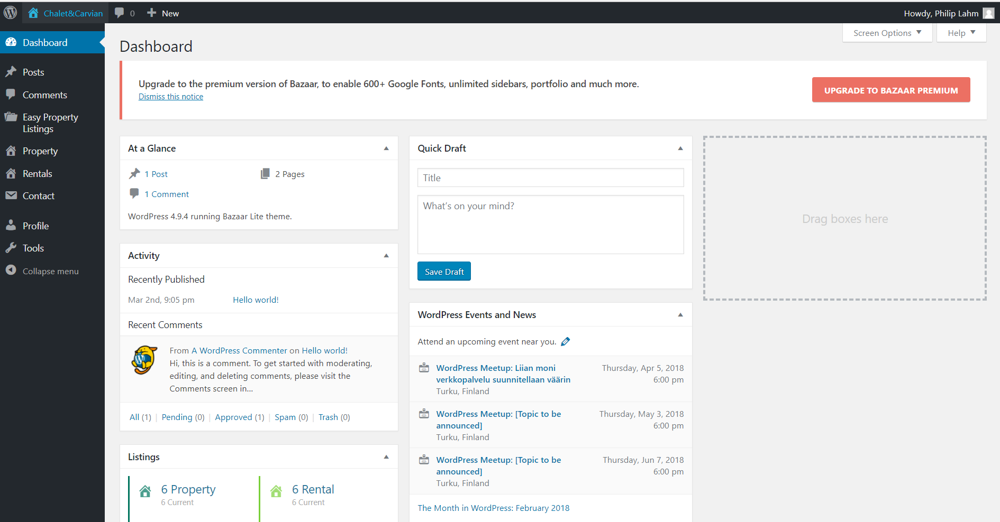 Chalet&Carvian
0
New
Howdy, Philip Lahm
Dashboard
Posts
Comments
Easy Property
Listings
Property
Rentals
Contact
Profile
Tools
Collapse menu
Screen Options
Help
Dashboard
Upgrade to the premium version of Bazaar, to enable 600+ Google Fonts, unlimited sidebars, portfolio and much more.
Dismiss this notice
UPGRADE TO BAZAAR PREMIUM
At a Glance
1 Post
2 Pages
1 Comment
WordPress 4.9.4 running Bazaar Lite theme.
Activity
Recently Published
Mar 2nd, 9:05 pm
Hello world!
Recent Comments
From A WordPress Commenter on Hello world!
Hi, this is a comment. To get started with moderating,
editing, and deleting comments, please visit the
Comments screen in...
All (1) | Pending (0) | Approved (1) | Spam (0) | Trash (0)
Listings
6 Property
6 Current
6 Rental
6 Current
Quick Draft
Title
What's on your mind?
Save Draft
WordPress Events and News
Attend an upcoming event near you.
WordPress Meetup: Liian moni
verkkopalvelu suunnitellaan väärin
Turku, Finland
Thursday, Apr 5, 2018
6:00 pm
WordPress Meetup: [Topic to be
announced]
Turku, Finland
Thursday, May 3, 2018
6:00 pm
WordPress Meetup: [Topic to be
announced]
Turku, Finland
Thursday, Jun 7, 2018
6:00 pm
The Month in WordPress: February 2018
Drag boxes here